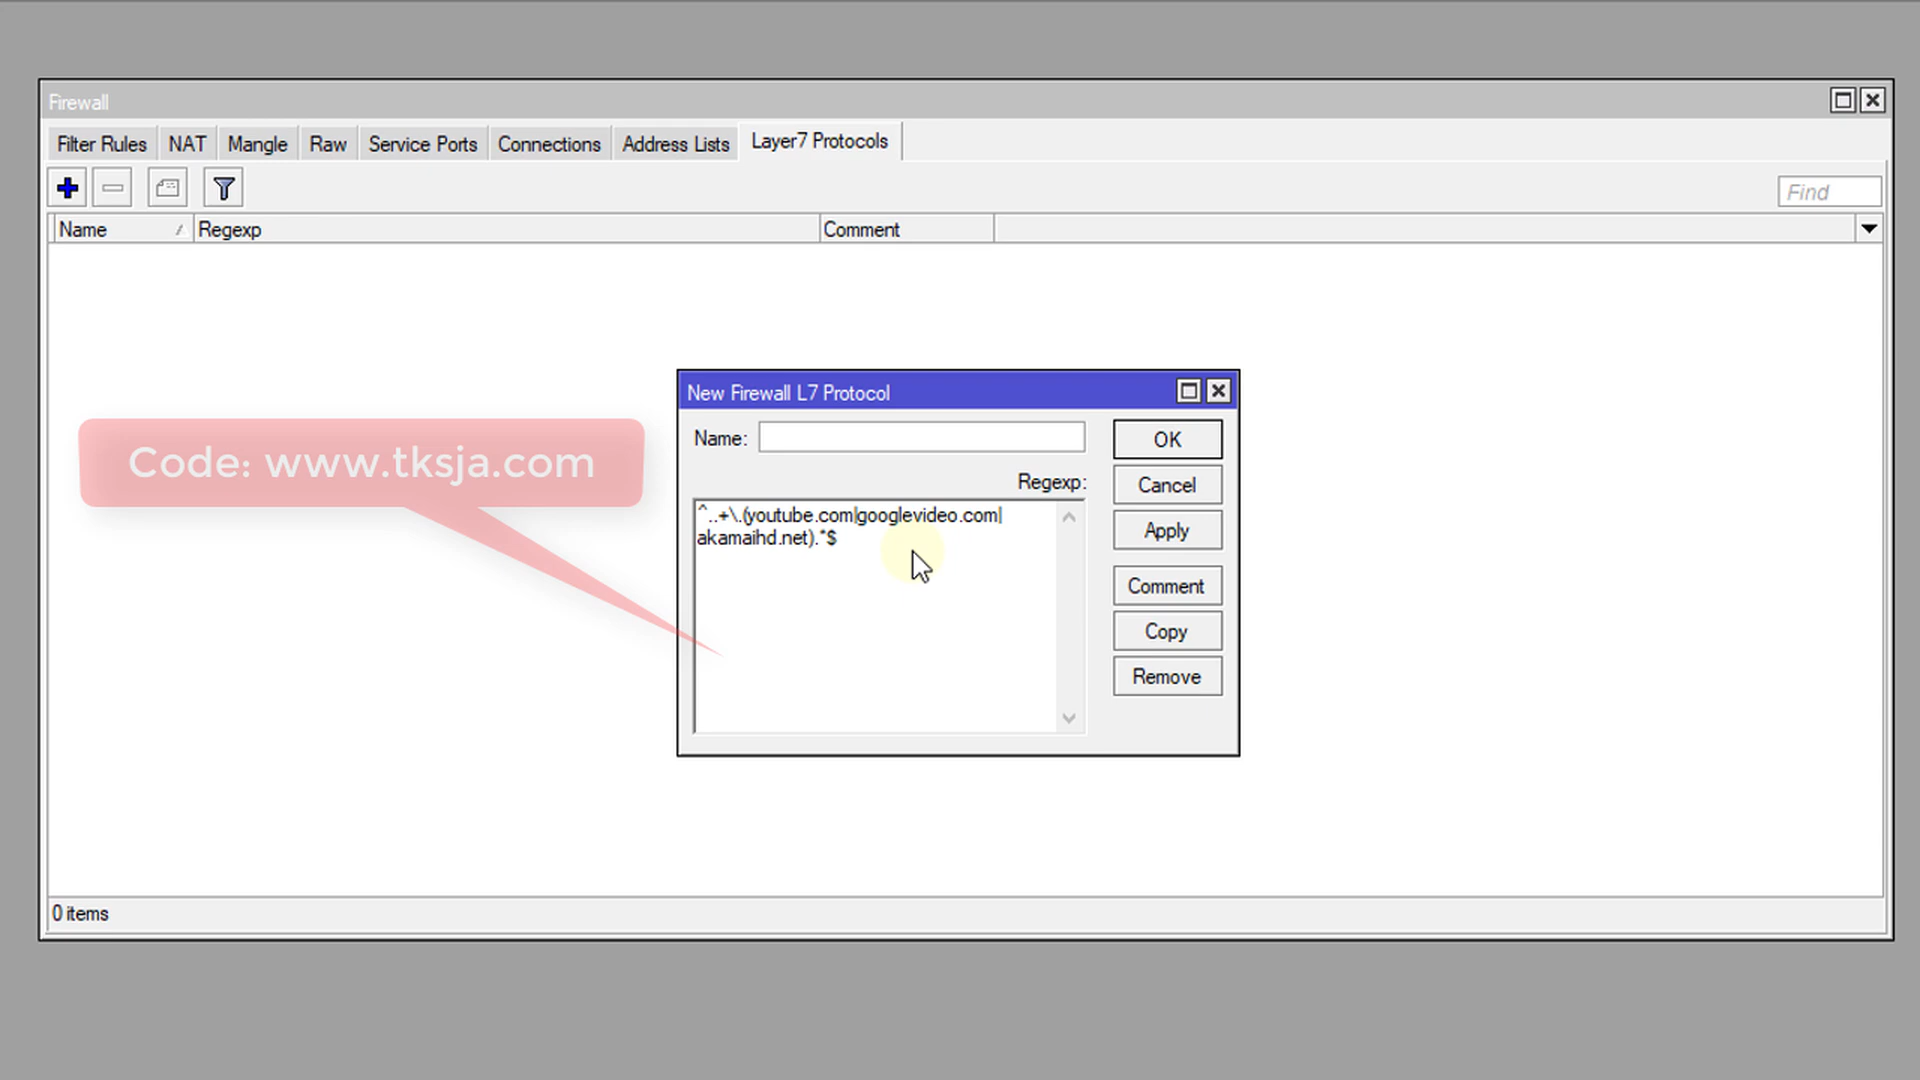 Firewall
Filter Rules NAT Mangle Raw Service Ports Connections Address Lists Layer7 Protocols
Find
Name Regexp Comment
New Firewall L7 Protocol
Name: OK
Code: www.tksja.com
Regexp: Cancel
^..+\.(youtube.com|googlevideo.com|
akamaihd.net).*$
Apply
Comment
Copy
Remove
0 items